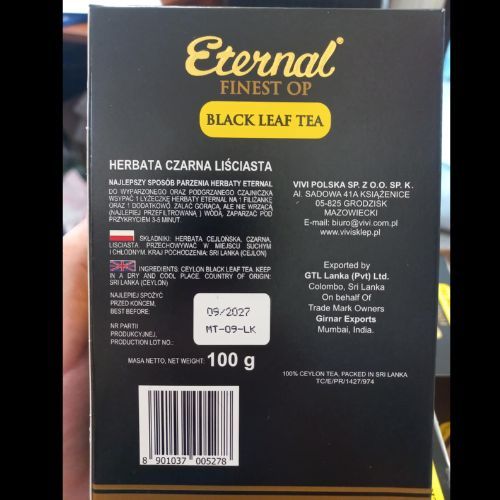 Eternal
FINEST OP
BLACK LEAF TEA
HERBATA CZARNA LIŚCIASTA
NAJLEPSZY SPOSÓB PARZENIA HERBATY ETERNAL
DO WYPARZONEGO ORAZ PODGRZANEGO CZAJNICZKA
WSYPAĆ 1 ŁYŻECZKĘ HERBATY ETERNAL NA 1 FILIŻANKĘ
ORAZ 1 DODATKOWO. ZALAĆ GORĄCĄ, ALE NIE WRZĄCĄ
(NAJLEPIEJ PRZEFILTROWANĄ) WODĄ, ZAPARZAĆ POD
PRZYKRYCIEM 3-5 MINUT.
SKŁADNIKI: HERBATA CEJLOŃSKA, CZARNA,
LIŚCIASTA PRZECHOWYWAĆ W MIEJSCU SUCHYM
I CHŁODNYM. KRAJ POCHODZENIA: SRI LANKA (CEJLON)
INGREDIENTS: CEYLON BLACK LEAF TEA. KEEP
IN A DRY AND COOL PLACE. COUNTRY OF ORIGIN:
SRI LANKA (CEYLON)
NAJLEPIEJ SPOŻYĆ
PRZED KOŃCEM,
BEST BEFORE:
09/2027
NR PARTII
PRODUKCYJNEJ,
PRODUCTION LOT NO.:
MT-09-LK
MASA NETTO, NET WEIGHT: 100 g
8 901037 005278
VIVI POLSKA SP. Z O.O. SP. K.
Al. SADOWA 41A KSIĄŻENICE
05-825 GRODZISK
MAZOWIECKI
E-mail: biuro@vivi.com.pl
www.vivisklep.pl
Exported by
GTL Lanka (Pvt) Ltd.
Colombo, Sri Lanka
On behalf Of
Trade Mark Owners
Girnar Exports
Mumbai, India.
100% CEYLON TEA, PACKED IN SRI LANKA
TC/E/PR/1427/974